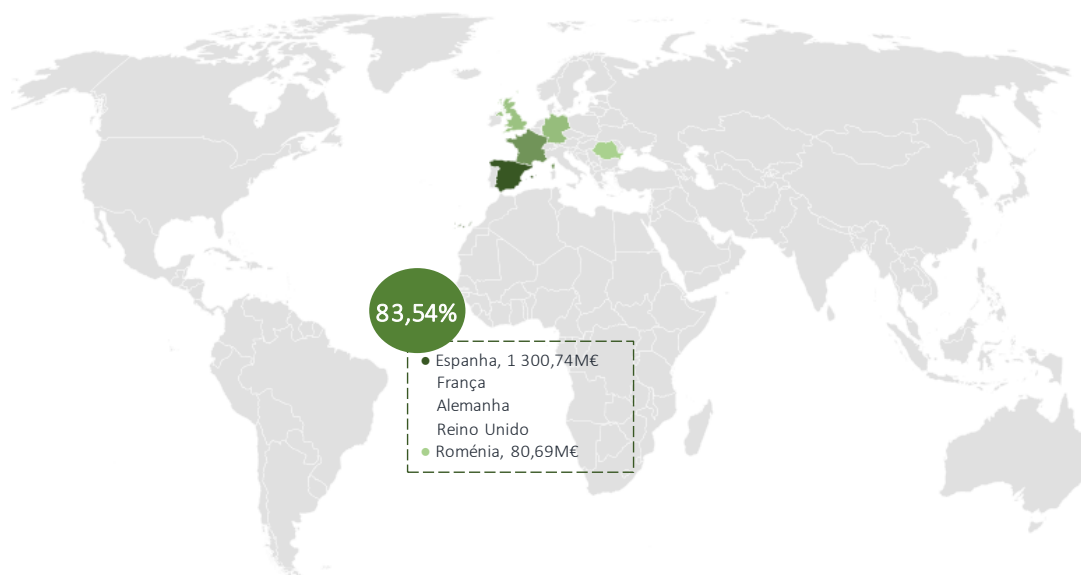 83,54%
Espanha, 1 300,74M€
França
Alemanha
Reino Unido
Roménia, 80,69M€